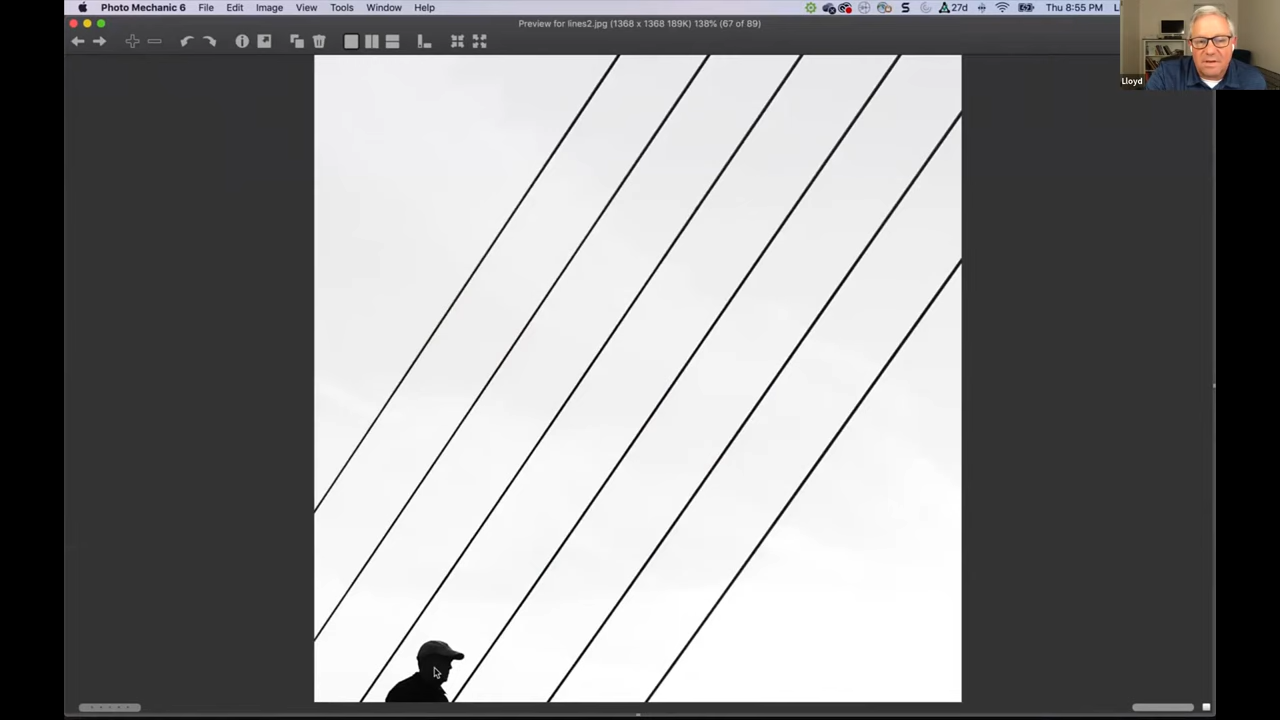 Photo Mechanic 6 File Edit Image View Tools Window Help 27d Thu 8:55 PM
Preview for lines2.jpg (1368 x 1368 189K) 138% (67 of 89)
Lloyd